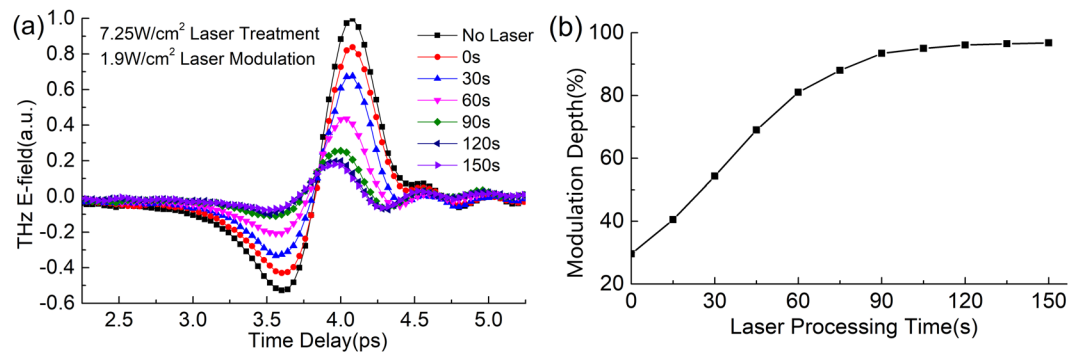 (a)
THz E-field(a.u.)
1.0
0.8
0.6
0.4
0.2
0.0
-0.2
-0.4
-0.6
7.25W/cm² Laser Treatment
1.9W/cm² Laser Modulation
No Laser
0s
30s
60s
90s
120s
150s
2.5 3.0 3.5 4.0 4.5 5.0
Time Delay(ps)
(b)
Modulation Depth(%)
100
80
60
40
20
0 30 60 90 120 150
Laser Processing Time(s)